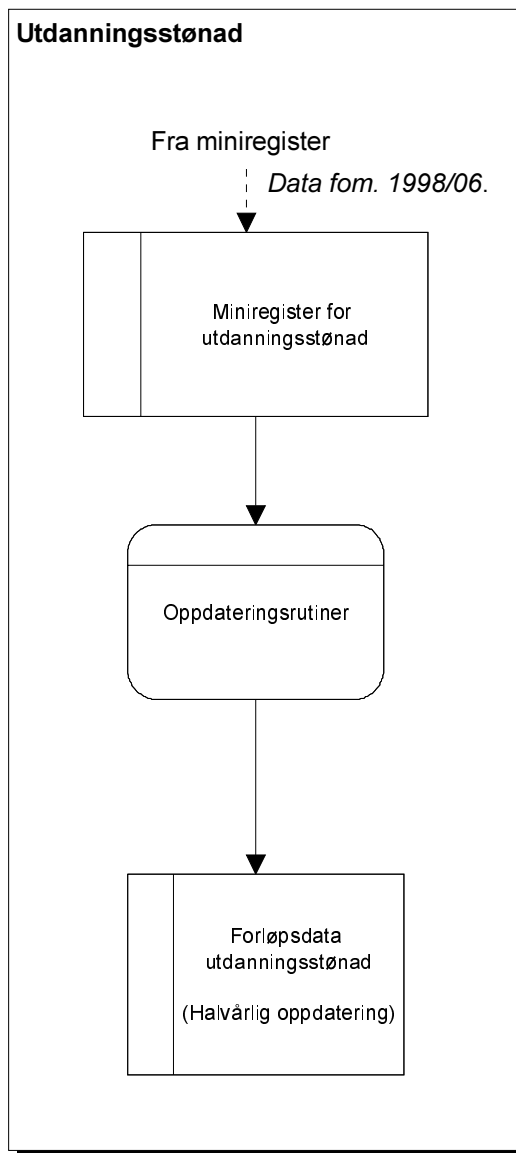 Utdanningsstønad
Fra miniregister
Data fom. 1998/06.
Miniregister for
utdanningsstønad
Oppdateringsrutiner
Forløpsdata
utdanningsstønad
(Halvårlig oppdatering)